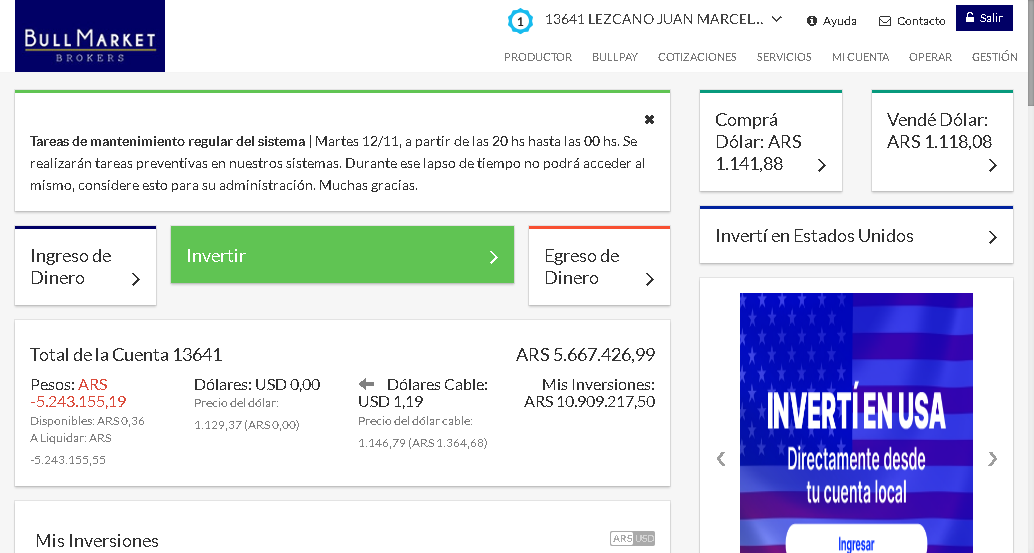 BULLMARKET
BROKERS
1
13641 LEZCANO JUAN MARCEL...
Ayuda
Contacto
Salir
PRODUCTOR
BULLPAY
COTIZACIONES
SERVICIOS
MI CUENTA
OPERAR
GESTIÓN
Tareas de mantenimiento regular del sistema | Martes 12/11, a partir de las 20 hs hasta las 00 hs. Se
realizarán tareas preventivas en nuestros sistemas. Durante ese lapso de tiempo no podrá acceder al
mismo, considere esto para su administración. Muchas gracias.
Comprá
Dólar: ARS
1.141,88
Vendé Dólar:
ARS 1.118,08
Ingreso de
Dinero
Invertir
Egreso de
Dinero
Invertí en Estados Unidos
Total de la Cuenta 13641
ARS 5.667.426,99
Pesos: ARS
-5.243.155,19
Disponibles: ARS 0,36
A Liquidar: ARS
-5.243.155,55
Dólares: USD 0,00
Precio del dólar:
1.129,37 (ARS 0,00)
Dólares Cable:
USD 1,19
Precio del dólar cable:
1.146,79 (ARS 1.364,68)
Mis Inversiones:
ARS 10.909.217,50
INVERTÍ EN USA
Directamente desde
tu cuenta local
Ingresar
Mis Inversiones
ARS USD